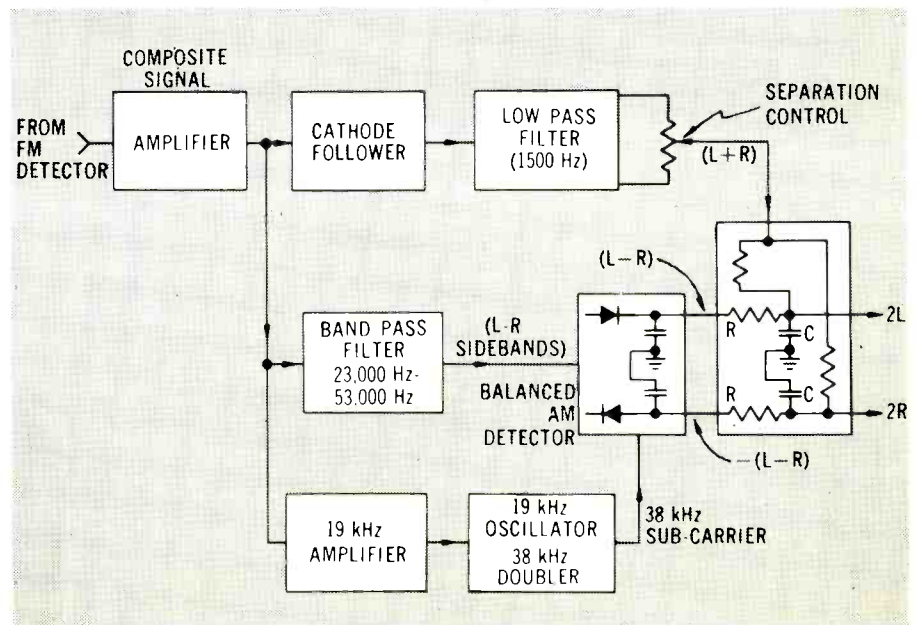 COMPOSITE
SIGNAL
FROM
FM
DETECTOR
AMPLIFIER
CATHODE
FOLLOWER
LOW PASS
FILTER
(1500 Hz)
SEPARATION
CONTROL
(L+R)
BAND PASS
FILTER
23,000 Hz-
53,000 Hz
(L-R
SIDEBANDS)
BALANCED
AM
DETECTOR
(L−R)
−(L−R)
R
C
R
C
2L
2R
19 kHz
AMPLIFIER
19 kHz
OSCILLATOR
38 kHz
DOUBLER
38 kHz
SUB-CARRIER